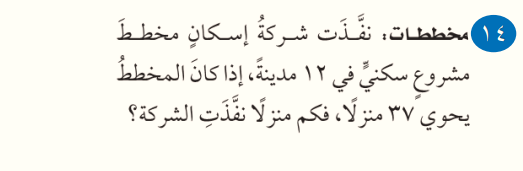 ١٤ مخططات: نفَّذَت شركةُ إسكانٍ مخططَ
مشروعٍ سكنيٍّ في ١٢ مدينةً، إذا كانَ المخططُ
يحوي ٣٧ منزلًا، فكم منزلًا نفَّذَتِ الشركة؟